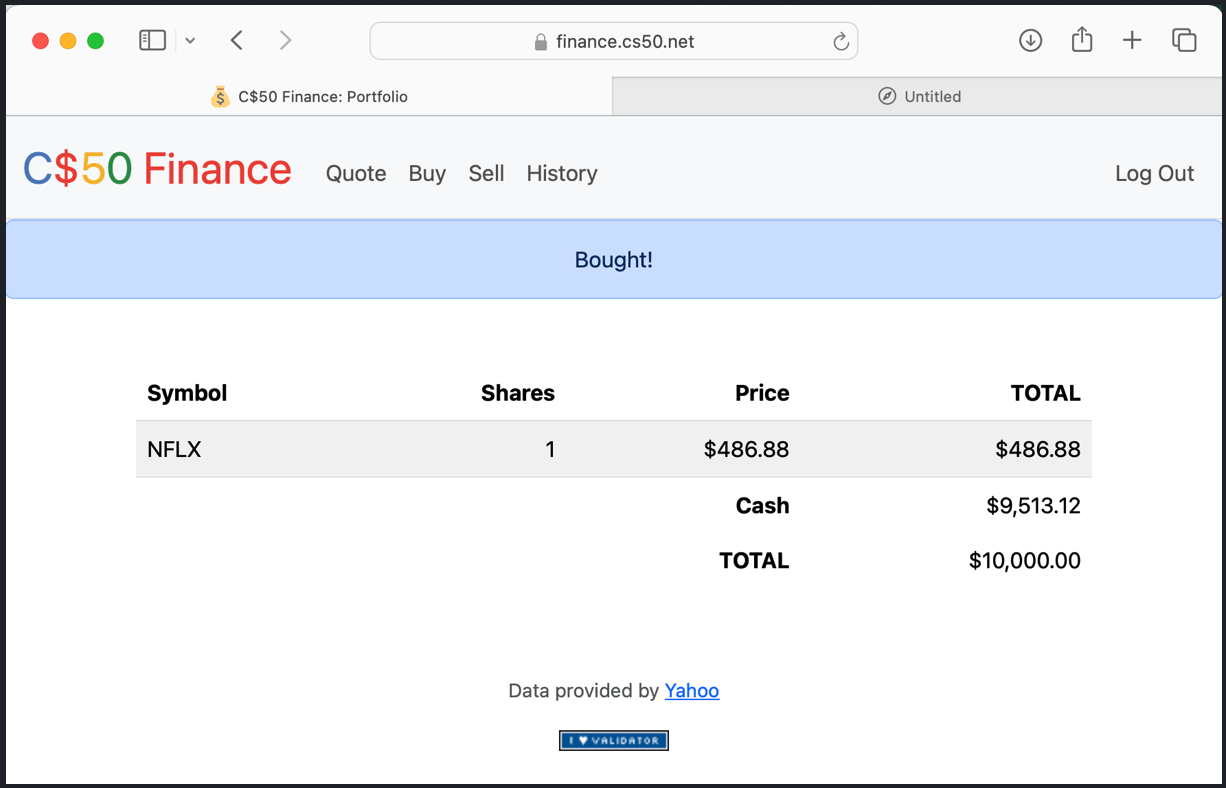 finance.cs50.net
C$50 Finance: Portfolio Untitled
C$50 Finance Quote Buy Sell History Log Out
Bought!
Symbol Shares Price TOTAL
NFLX 1 $486.88 $486.88
Cash $9,513.12
TOTAL $10,000.00
Data provided by Yahoo
I ♥ VALIDATOR